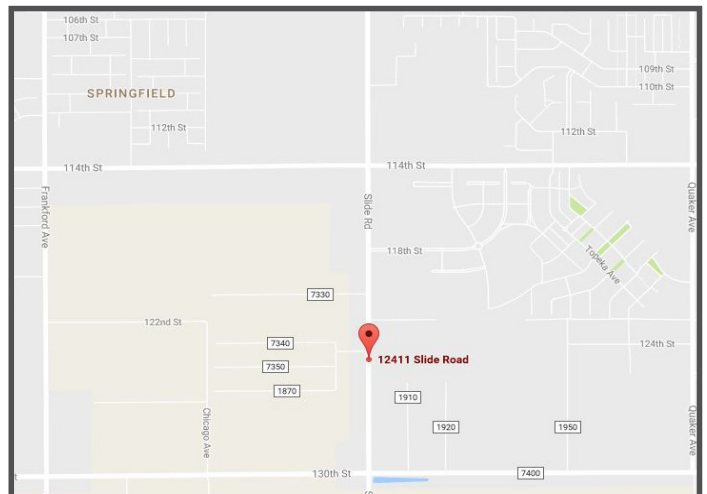 106th St
107th St
109th St
110th St
SPRINGFIELD
112th St
112th St
114th St
114th St
Frankford Ave
Slide Rd
Quaker Ave
118th St
Topeka Ave
7330
122nd St
7340
124th St
12411 Slide Road
7350
1870
1910
Chicago Ave
1920
1950
Quaker Ave
130th St
7400